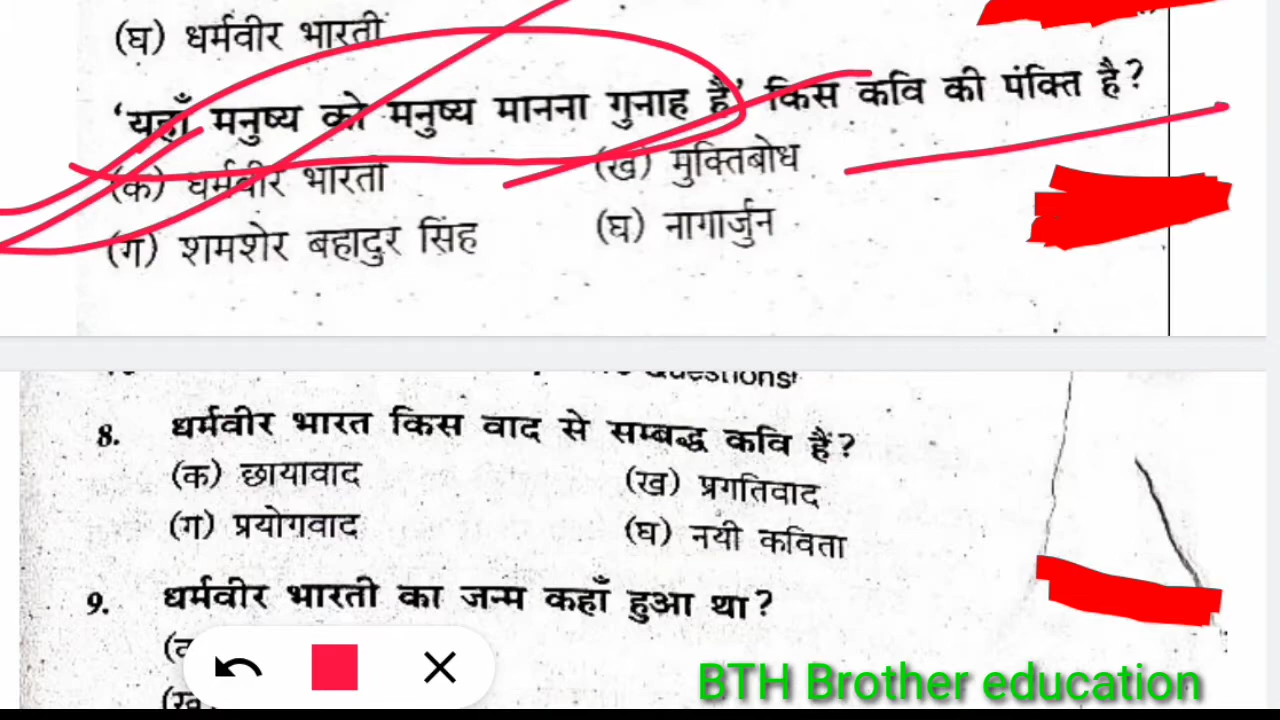 (घ) धर्मवीर भारती
‘यहाँ मनुष्य को मनुष्य मानना गुनाह है’ किस कवि की पंक्ति है?
(क) धर्मवीर भारती (ख) मुक्तिबोध
(ग) शमशेर बहादुर सिंह (घ) नागार्जुन
Questions
8. धर्मवीर भारत किस वाद से सम्बद्ध कवि हैं?
(क) छायावाद (ख) प्रगतिवाद
(ग) प्रयोगवाद (घ) नयी कविता
9. धर्मवीर भारती का जन्म कहाँ हुआ था?
(ख
BTH Brother education